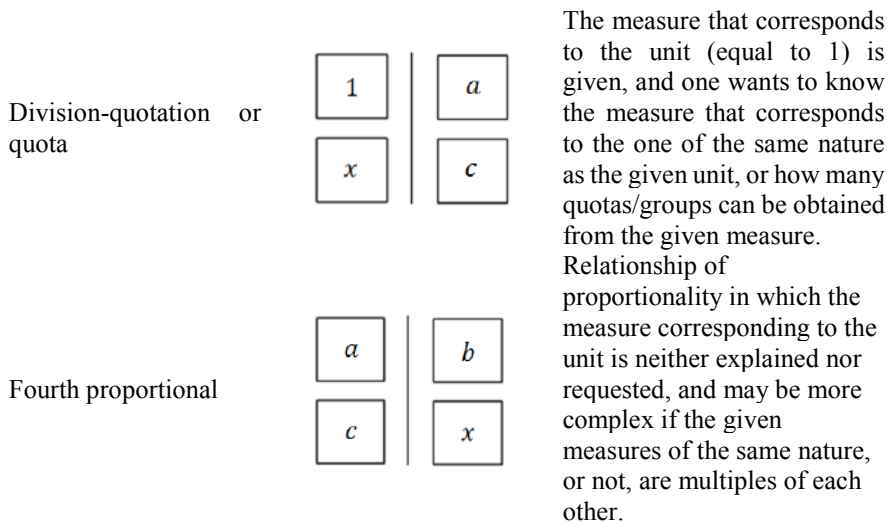 Division-quotation or
quota
1
a
x
c
The measure that corresponds
to the unit (equal to 1) is
given, and one wants to know
the measure that corresponds
to the one of the same nature
as the given unit, or how many
quotas/groups can be obtained
from the given measure.
Fourth proportional
a
b
c
x
Relationship of
proportionality in which the
measure corresponding to the
unit is neither explained nor
requested, and may be more
complex if the given
measures of the same nature,
or not, are multiples of each
other.